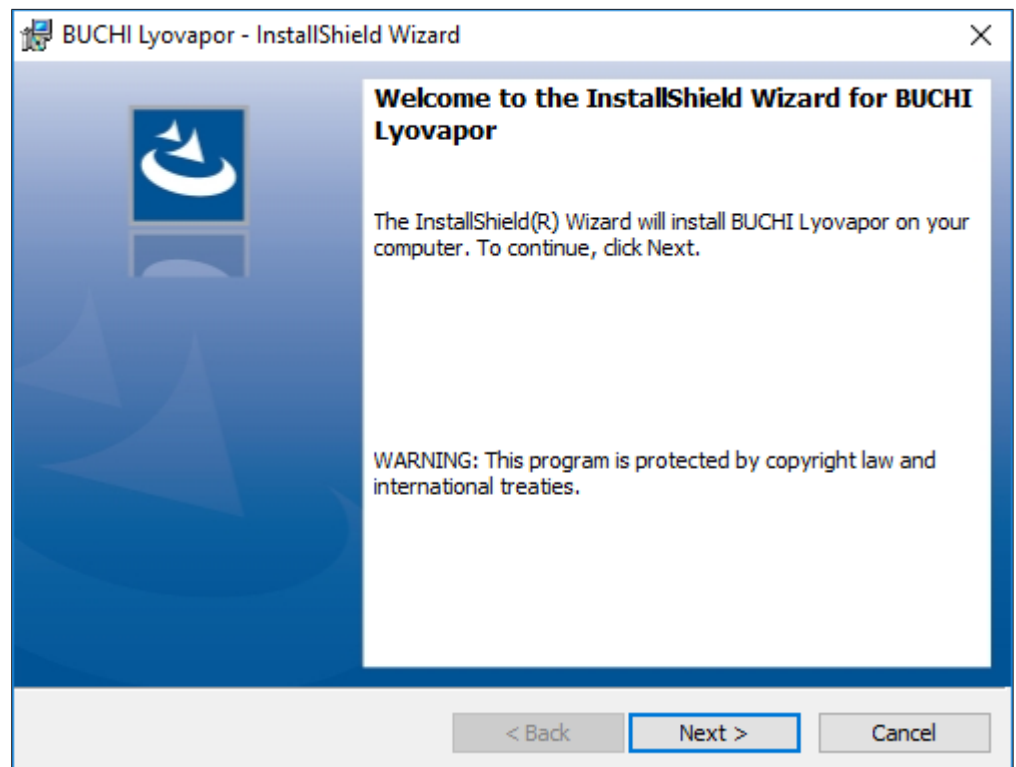 BUCHI Lyovapor - InstallShield Wizard
Welcome to the InstallShield Wizard for BUCHI
Lyovapor
The InstallShield(R) Wizard will install BUCHI Lyovapor on your
computer. To continue, click Next.
WARNING: This program is protected by copyright law and
international treaties.
< Back
Next >
Cancel